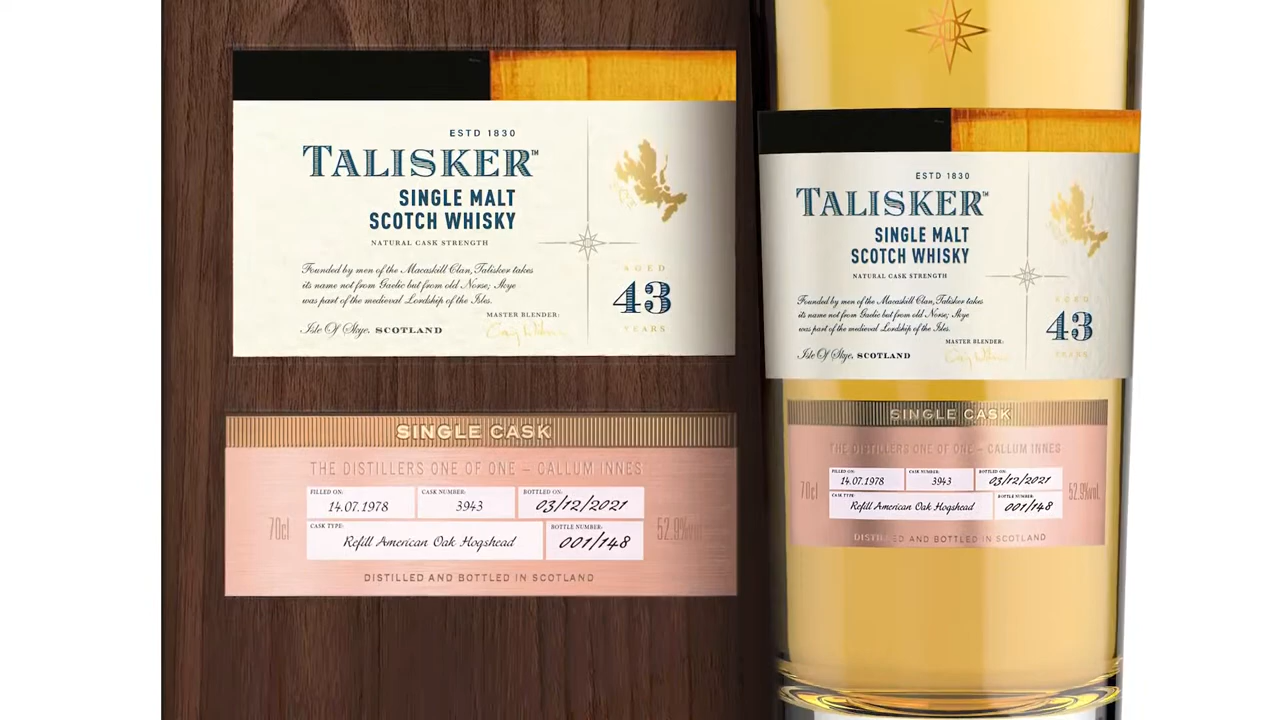 ESTD 1830
TALISKER™
SINGLE MALT
SCOTCH WHISKY
NATURAL CASK STRENGTH
Founded by men of the Macaskill Clan, Talisker takes
its name not from Gaelic but from old Norse; Skye
was part of the medieval Lordship of the Isles.
MASTER BLENDER:
Isle Of Skye, SCOTLAND
AGED
43
YEARS
SINGLE CASK
THE DISTILLERS ONE OF ONE – CALLUM INNES
70cl
FILLED ON:
14.07.1978
CASK NUMBER:
3943
BOTTLED ON:
03/12/2021
CASK TYPE:
Refill American Oak Hogshead
BOTTLE NUMBER:
001/148
52.9%vol
DISTILLED AND BOTTLED IN SCOTLAND
ESTD 1830
TALISKER™
SINGLE MALT
SCOTCH WHISKY
NATURAL CASK STRENGTH
Founded by men of the Macaskill Clan, Talisker takes
its name not from Gaelic but from old Norse; Skye
was part of the medieval Lordship of the Isles.
MASTER BLENDER:
Isle Of Skye, SCOTLAND
AGED
43
YEARS
SINGLE CASK
THE DISTILLERS ONE OF ONE – CALLUM INNES
70cl
FILLED ON:
14.07.1978
CASK NUMBER:
3943
BOTTLED ON:
03/12/2021
CASK TYPE:
Refill American Oak Hogshead
BOTTLE NUMBER:
001/148
52.9%vol
DISTILLED AND BOTTLED IN SCOTLAND